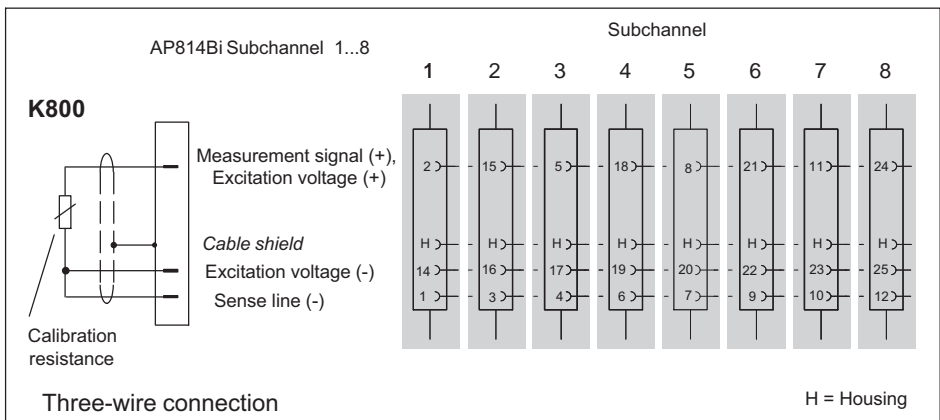 AP814Bi Subchannel 1...8
Subchannel
1 2 3 4 5 6 7 8
K800
Measurement signal (+),
Excitation voltage (+)
2 15 5 18 8 21 11 24
Cable shield
H H H H H H H H
Excitation voltage (-)
14 16 17 19 20 22 23 25
Sense line (-)
1 3 4 6 7 9 10 12
Calibration
resistance
Three-wire connection
H = Housing